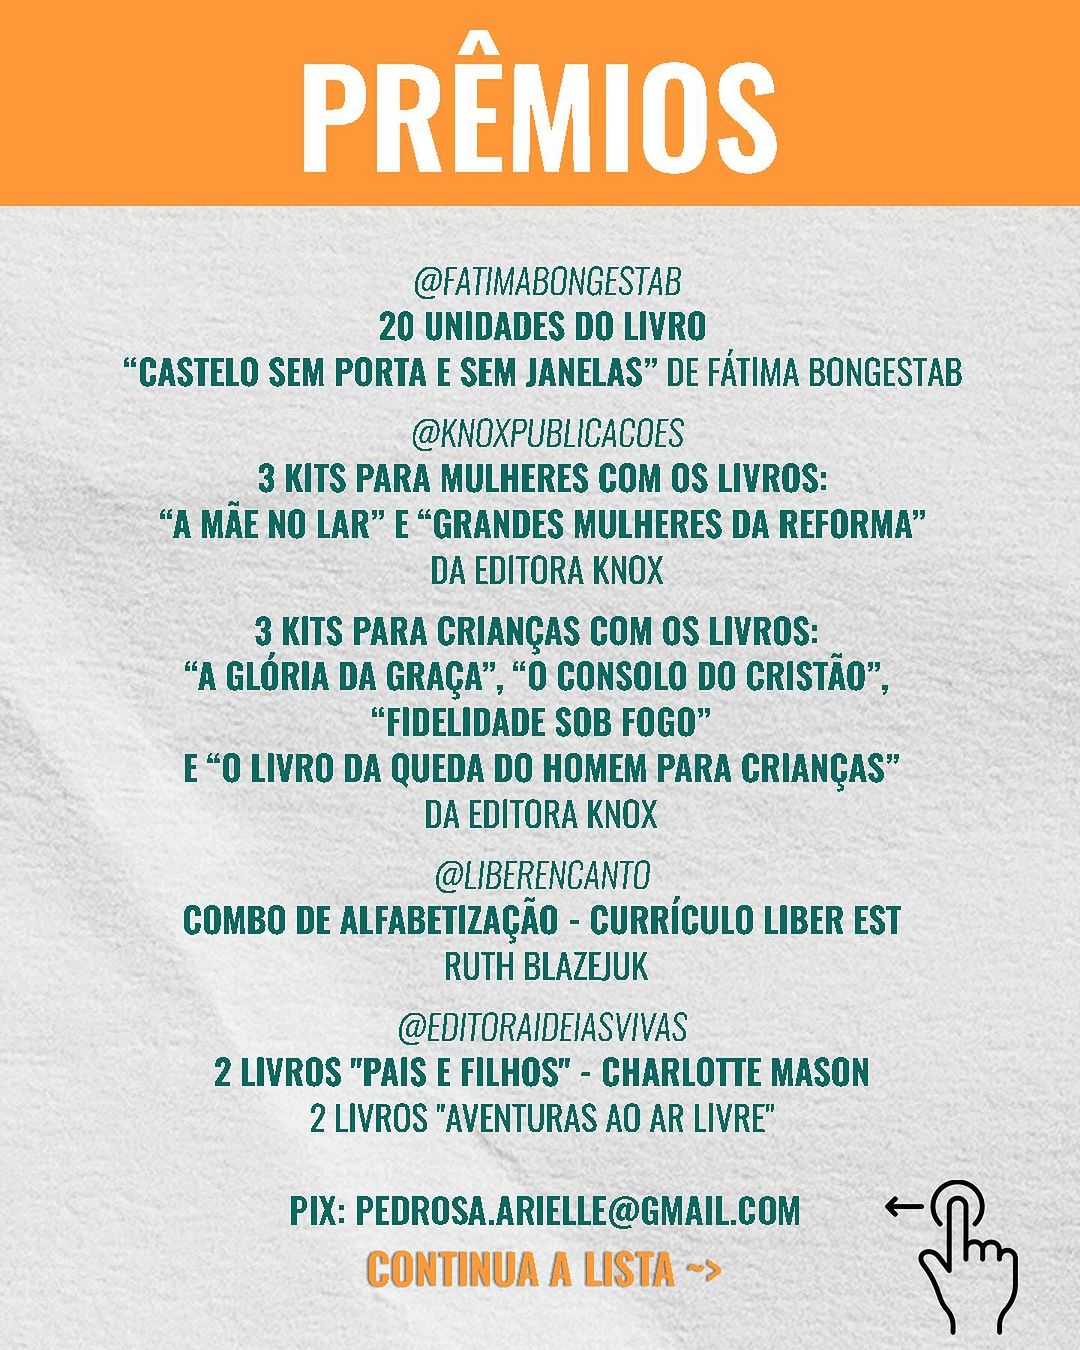 PRÊMIOS
@FATIMABONGESTAB
20 UNIDADES DO LIVRO
“CASTELO SEM PORTA E SEM JANELAS” DE FÁTIMA BONGESTAB
@KNOXPUBLICACOES
3 KITS PARA MULHERES COM OS LIVROS:
“A MÃE NO LAR” E “GRANDES MULHERES DA REFORMA”
DA EDITORA KNOX
3 KITS PARA CRIANÇAS COM OS LIVROS:
“A GLÓRIA DA GRAÇA”, “O CONSOLO DO CRISTÃO”,
“FIDELIDADE SOB FOGO”
E “O LIVRO DA QUEDA DO HOMEM PARA CRIANÇAS”
DA EDITORA KNOX
@LIBERENCANTO
COMBO DE ALFABETIZAÇÃO - CURRÍCULO LIBER EST
RUTH BLAZEJUK
@EDITORAIDEIASVIVAS
2 LIVROS "PAIS E FILHOS" - CHARLOTTE MASON
2 LIVROS "AVENTURAS AO AR LIVRE"
PIX: PEDROSA.ARIELLE@GMAIL.COM
CONTINUA A LISTA ~>